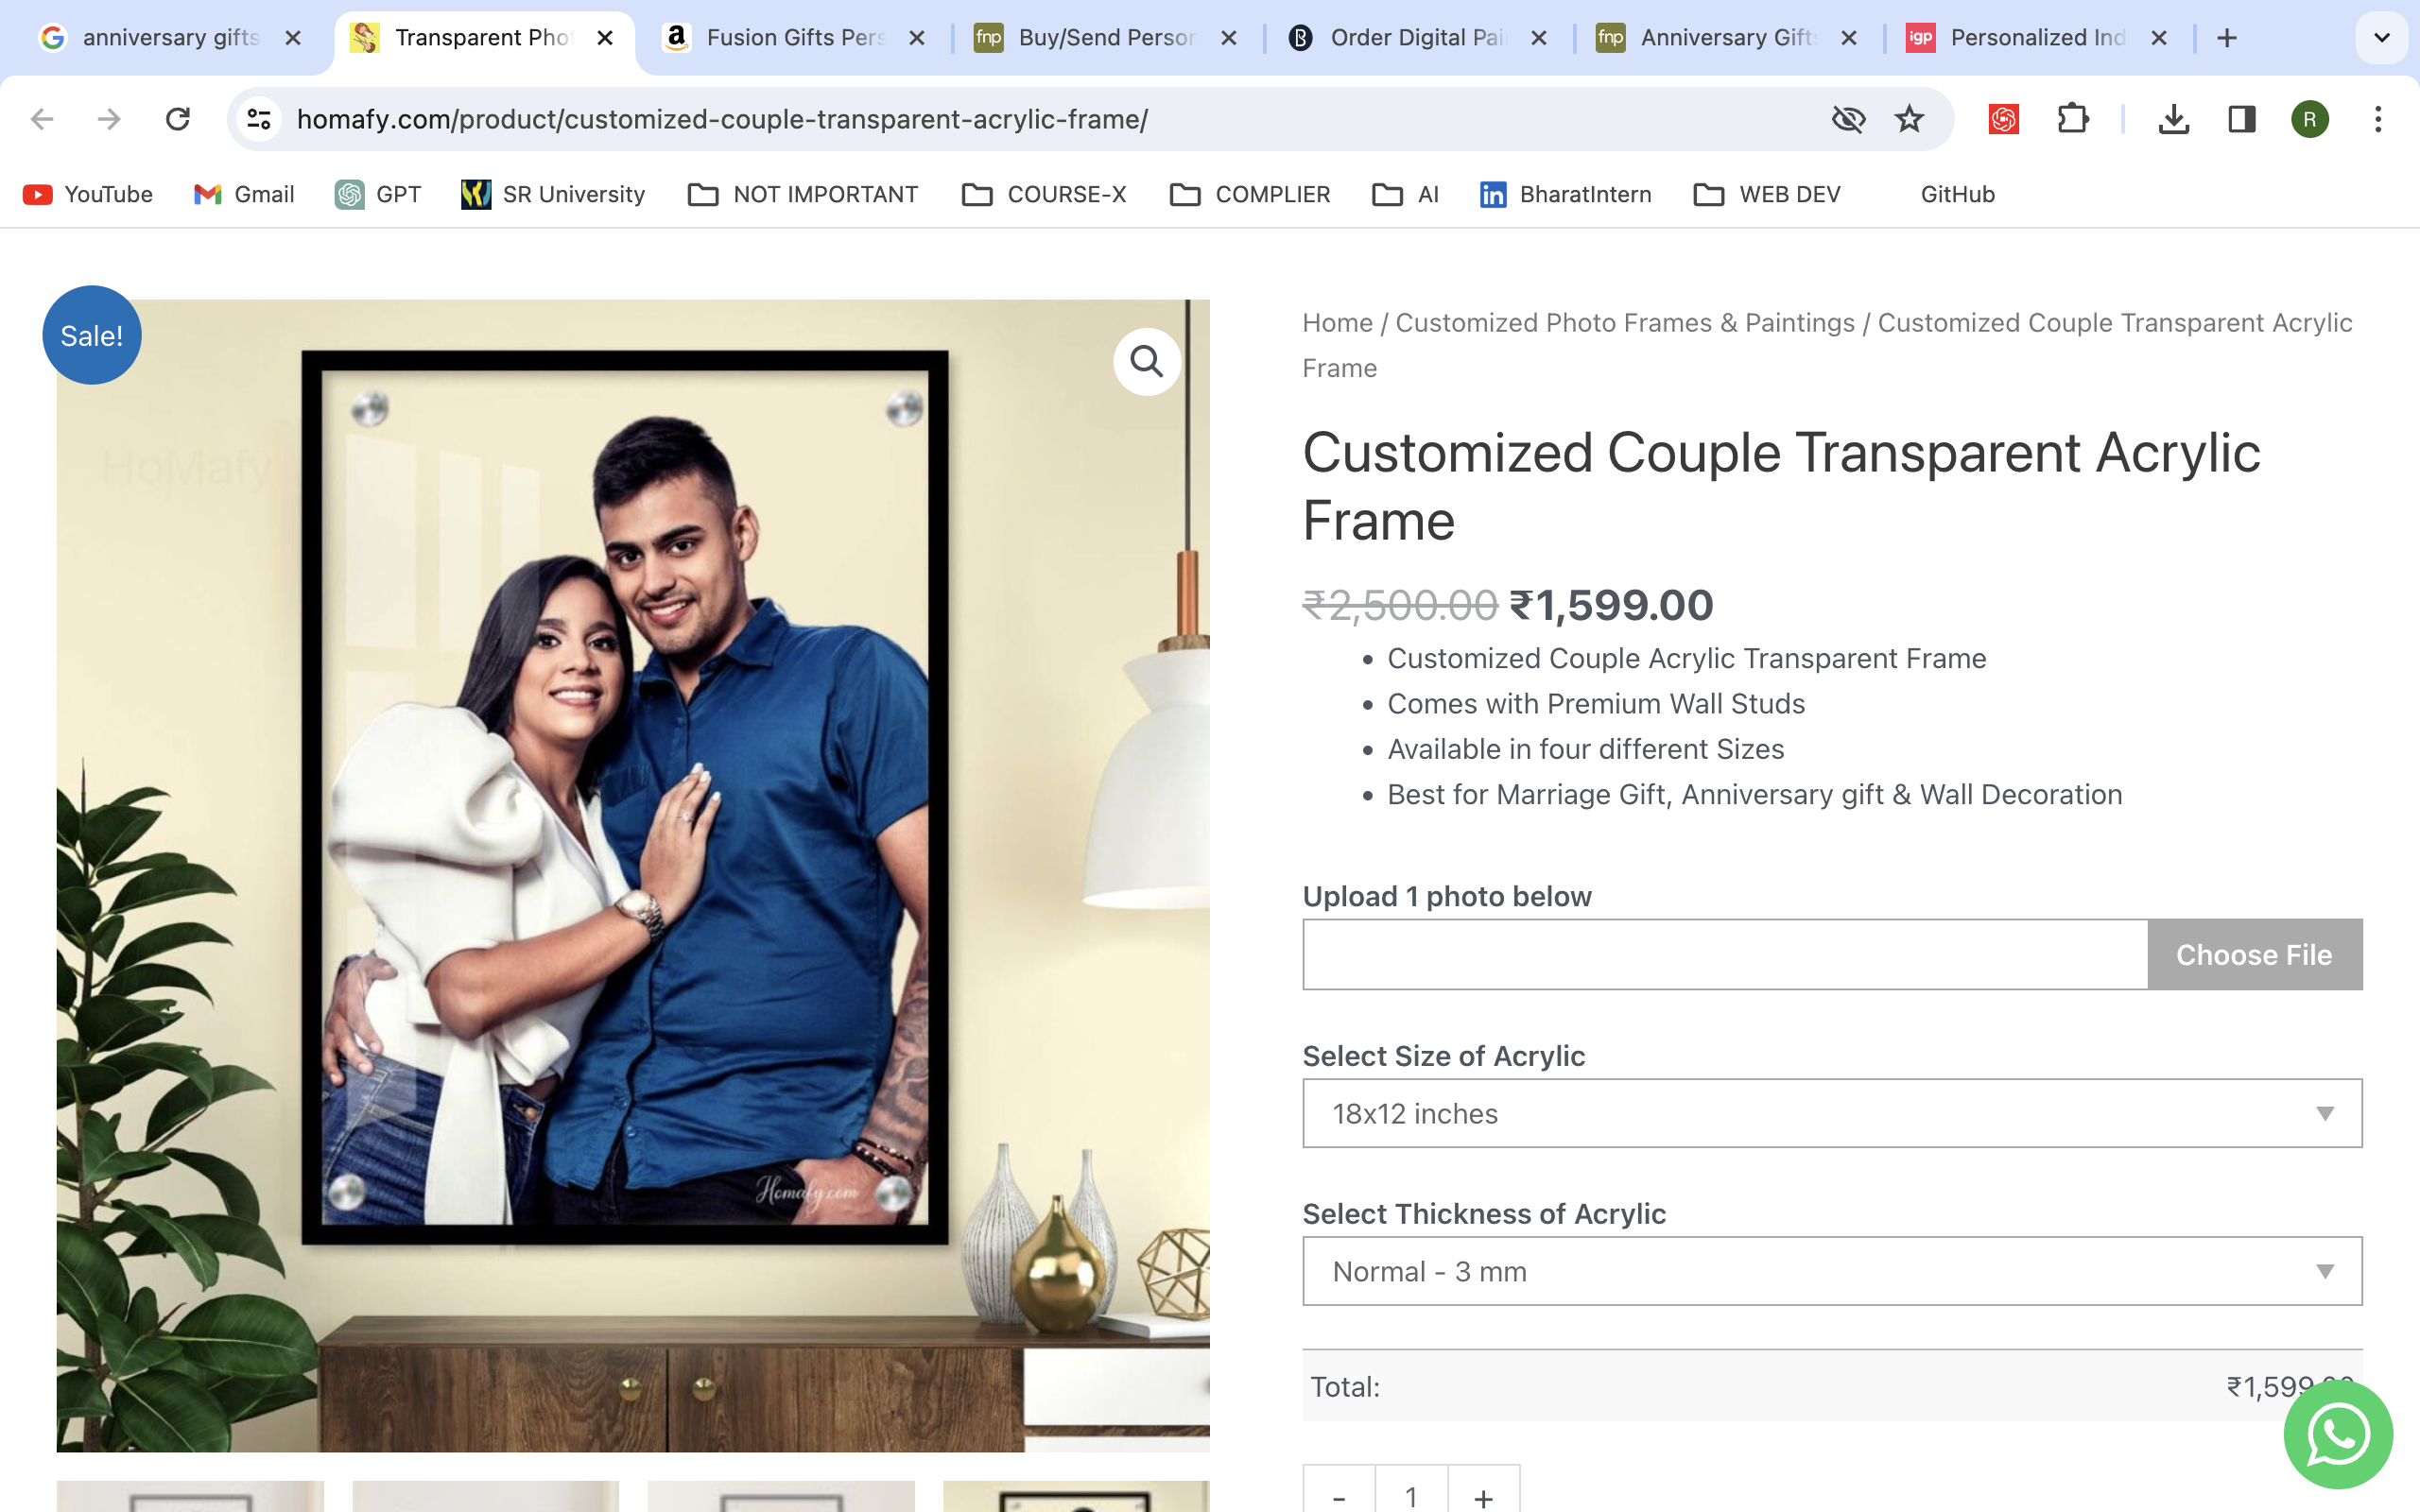 anniversary gifts
Transparent Pho
Fusion Gifts Pers
fnp
Buy/Send Person
Order Digital Pai
fnp
Anniversary Gift
igp
Personalized Ind
homafy.com/product/customized-couple-transparent-acrylic-frame/
R
YouTube
Gmail
GPT
SR University
NOT IMPORTANT
COURSE-X
COMPLIER
AI
BharatIntern
WEB DEV
GitHub
Sale!
HoMafy
Homafy.com
Home / Customized Photo Frames & Paintings / Customized Couple Transparent Acrylic
Frame
Customized Couple Transparent Acrylic
Frame
₹2,500.00 ₹1,599.00
• Customized Couple Acrylic Transparent Frame
• Comes with Premium Wall Studs
• Available in four different Sizes
• Best for Marriage Gift, Anniversary gift & Wall Decoration
Upload 1 photo below
Choose File
Select Size of Acrylic
18x12 inches
Select Thickness of Acrylic
Normal - 3 mm
Total: ₹1,599.00
- 1 +